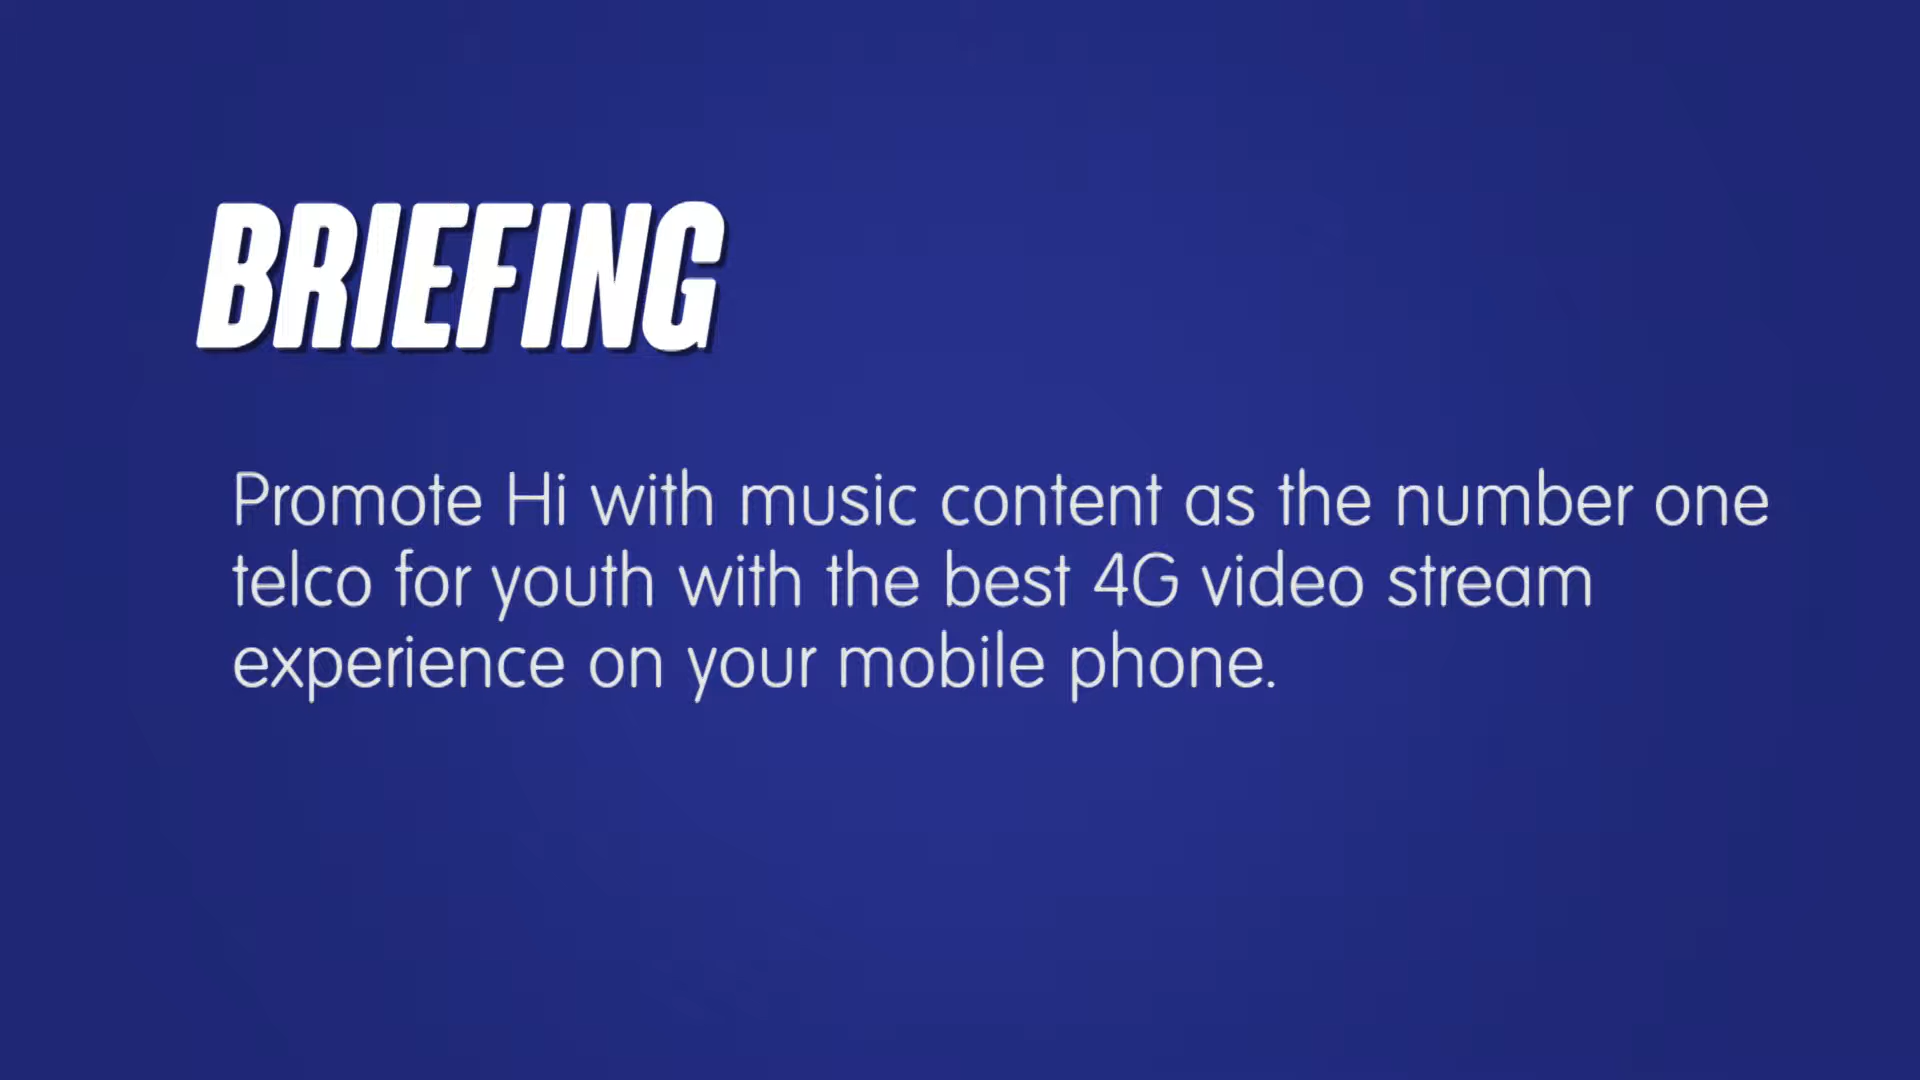 BRIEFING
Promote Hi with music content as the number one
telco for youth with the best 4G video stream
experience on your mobile phone.